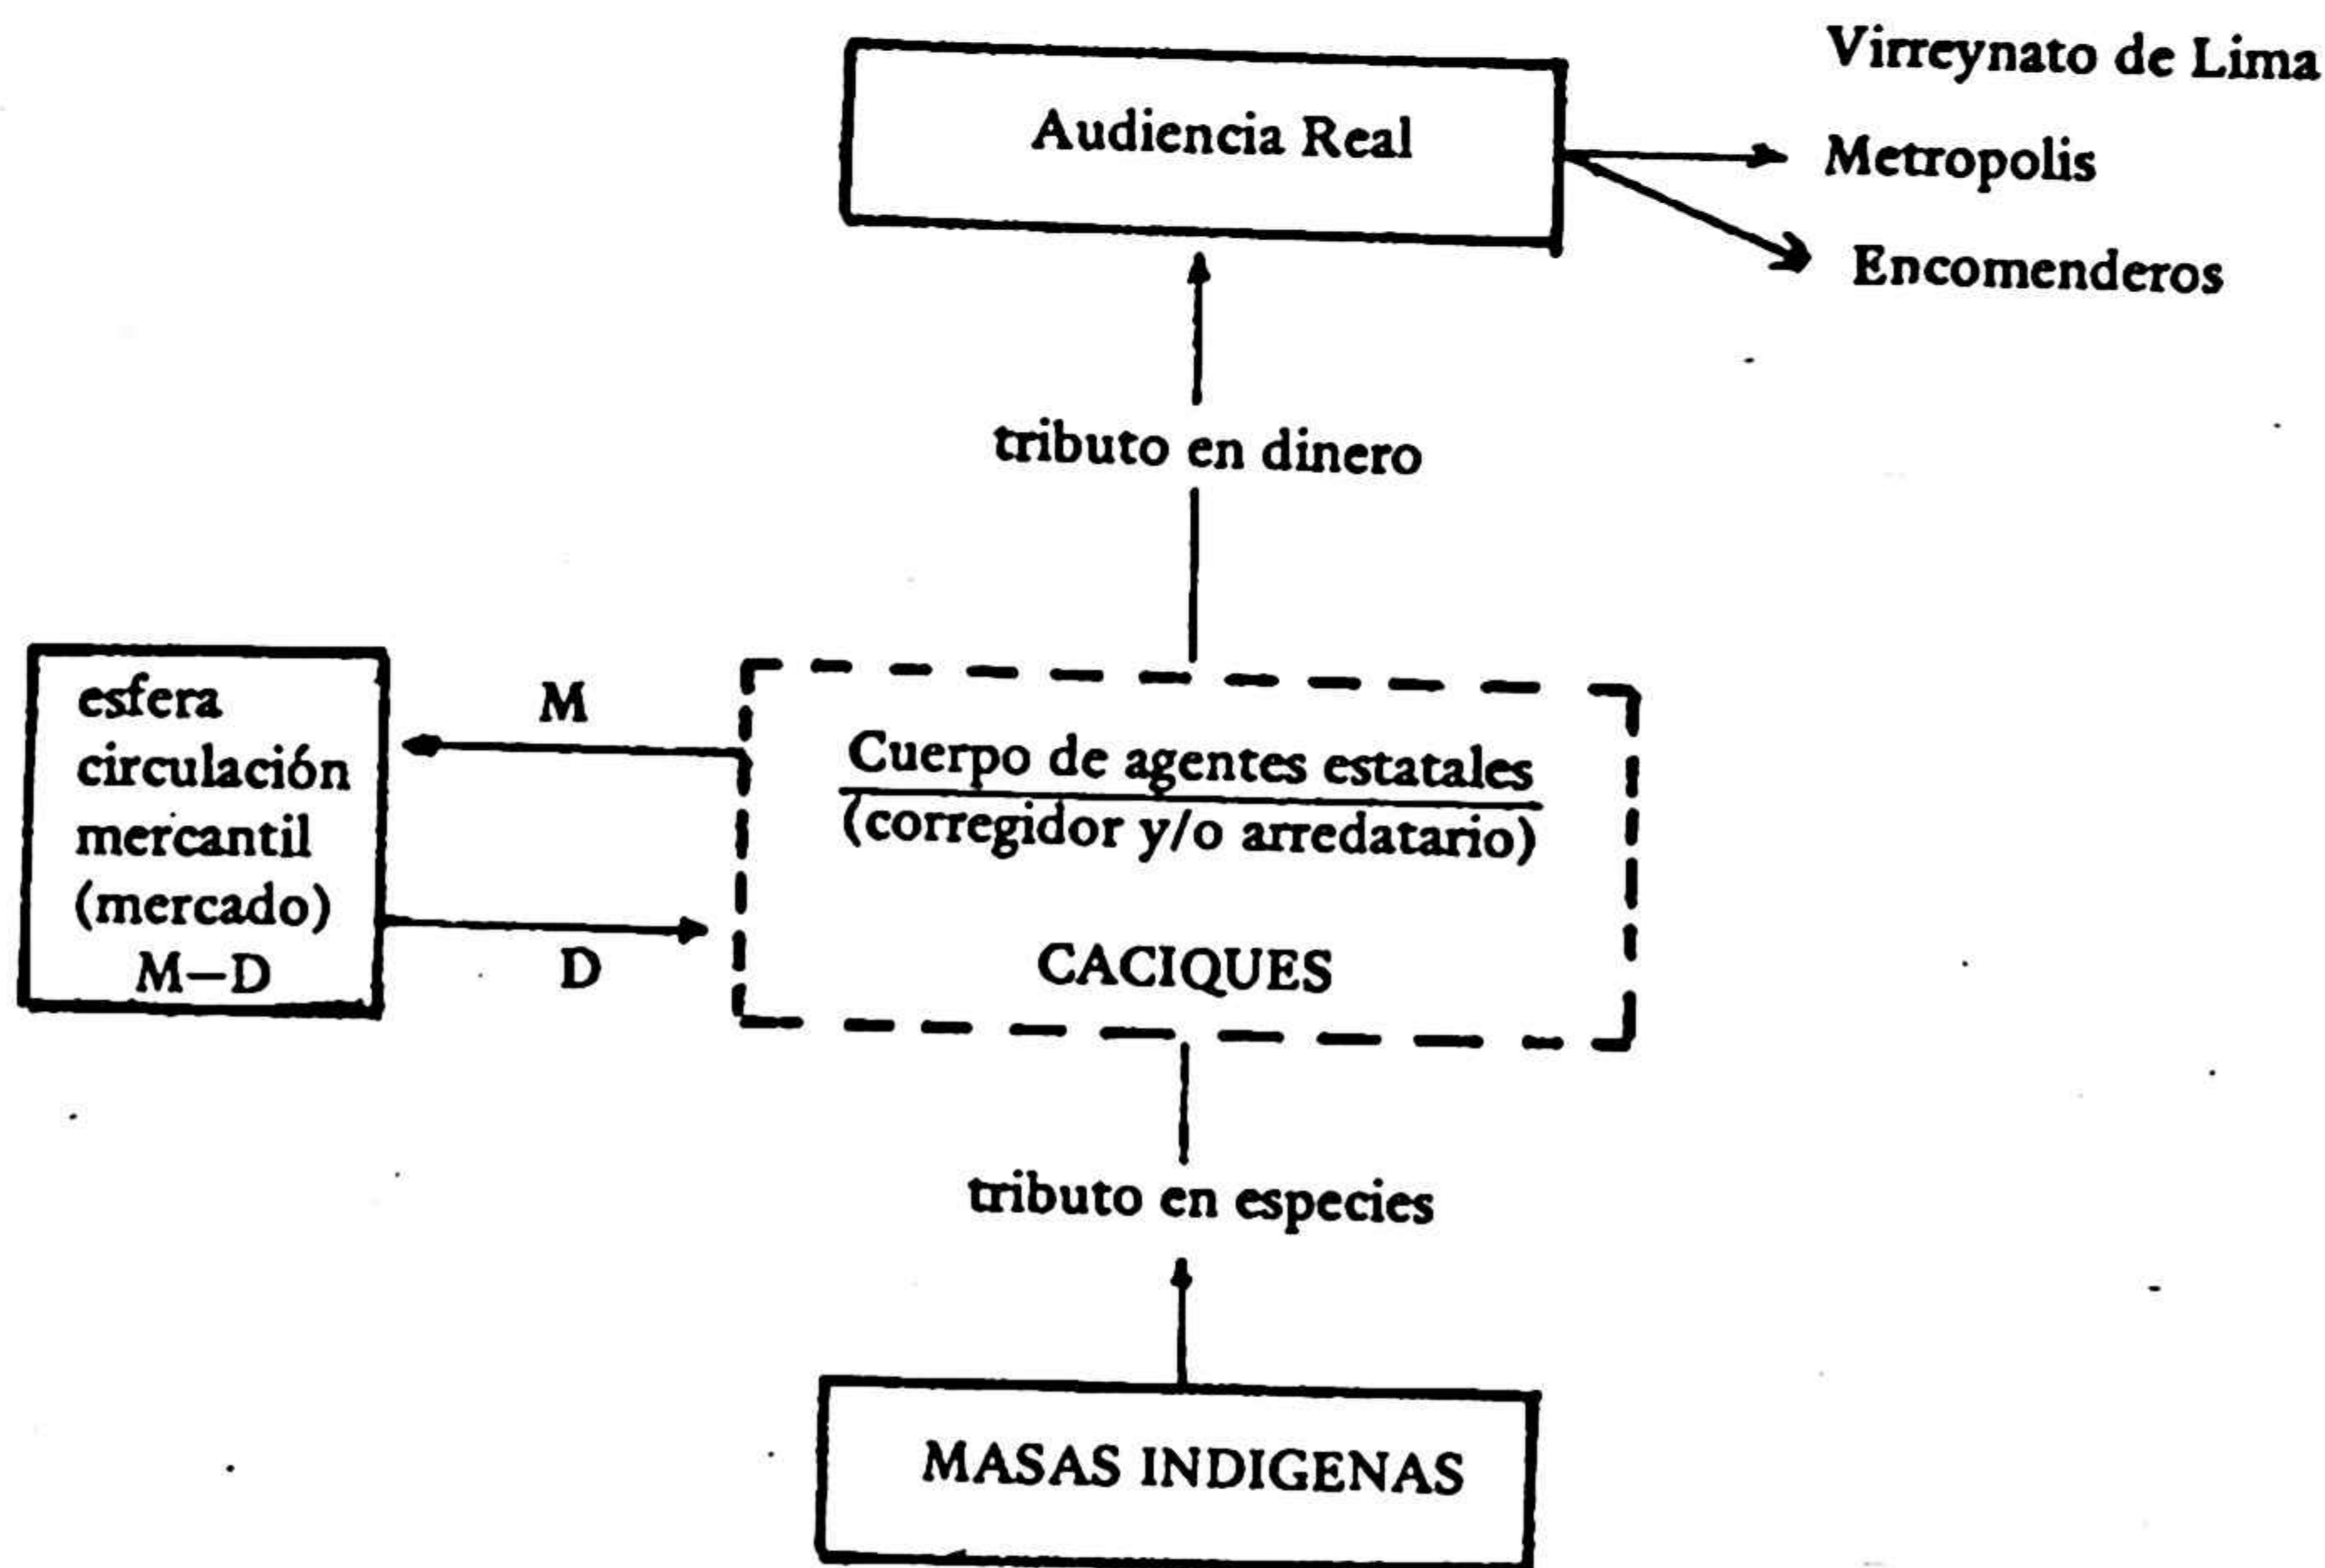 Virreynato de Lima
Audiencia Real
Metropolis
Encomenderos
tributo en dinero
esfera
circulación
mercantil
(mercado)
M—D
M
D
Cuerpo de agentes estatales
(corregidor y/o arredatario)
CACIQUES
tributo en especies
MASAS INDIGENAS